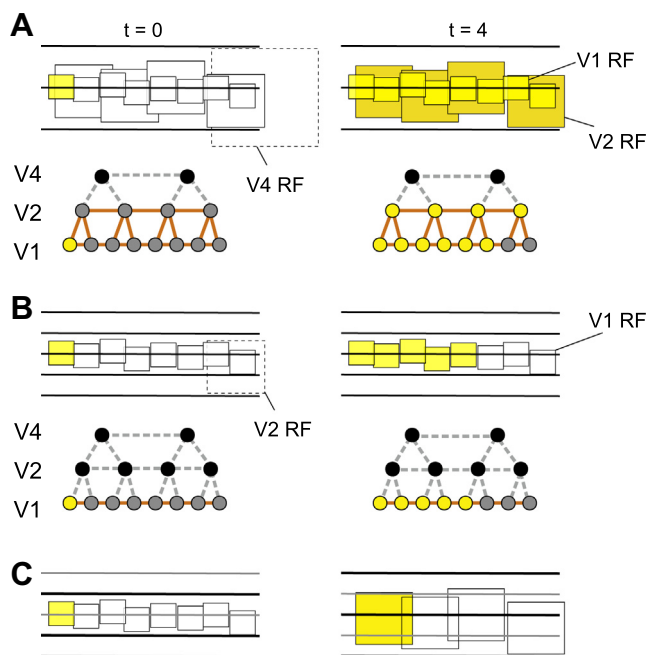 A
t = 0
t = 4
V1 RF
V2 RF
V4 RF
V4
V2
V1
B
V1 RF
V2 RF
V4
V2
V1
C